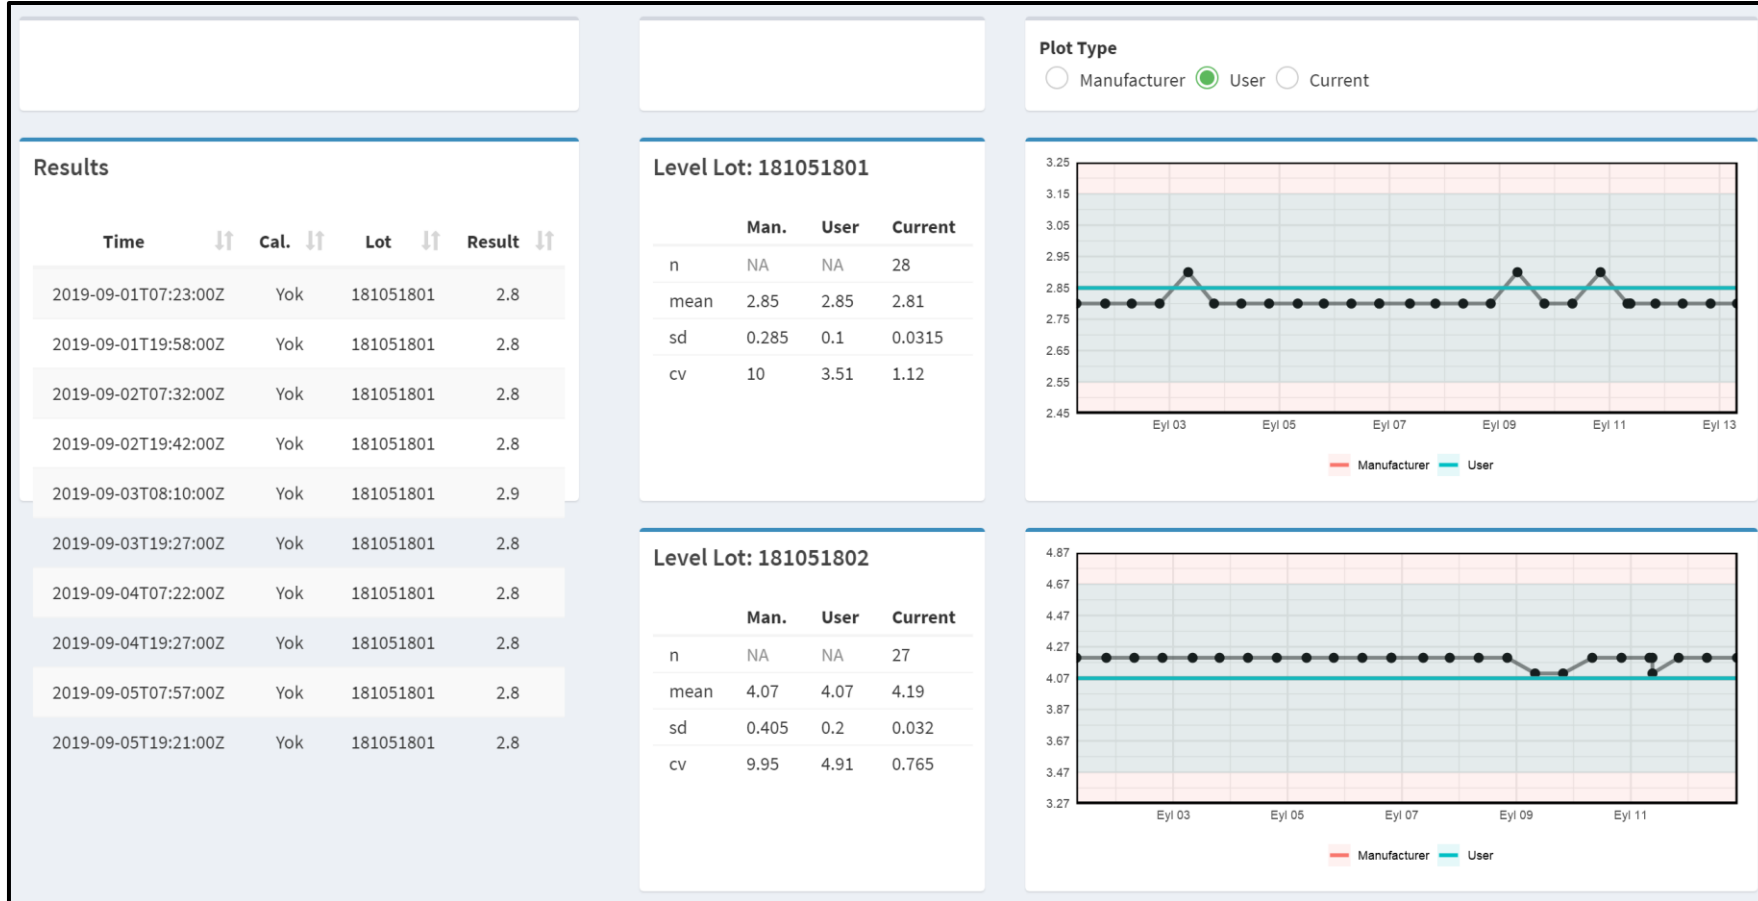 Plot Type
Manufacturer User Current
Results
Time Cal. Lot Result
2019-09-01T07:23:00Z Yok 181051801 2.8
2019-09-01T19:58:00Z Yok 181051801 2.8
2019-09-02T07:32:00Z Yok 181051801 2.8
2019-09-02T19:42:00Z Yok 181051801 2.8
2019-09-03T08:10:00Z Yok 181051801 2.9
2019-09-03T19:27:00Z Yok 181051801 2.8
2019-09-04T07:22:00Z Yok 181051801 2.8
2019-09-04T19:27:00Z Yok 181051801 2.8
2019-09-05T07:57:00Z Yok 181051801 2.8
2019-09-05T19:21:00Z Yok 181051801 2.8
Level Lot: 181051801
Man. User Current
n NA NA 28
mean 2.85 2.85 2.81
sd 0.285 0.1 0.0315
cv 10 3.51 1.12
3.25
3.15
3.05
2.95
2.85
2.75
2.65
2.55
2.45
Eyl 03 Eyl 05 Eyl 07 Eyl 09 Eyl 11 Eyl 13
Manufacturer User
Level Lot: 181051802
Man. User Current
n NA NA 27
mean 4.07 4.07 4.19
sd 0.405 0.2 0.032
cv 9.95 4.91 0.765
4.87
4.67
4.47
4.27
4.07
3.87
3.67
3.47
3.27
Eyl 03 Eyl 05 Eyl 07 Eyl 09 Eyl 11
Manufacturer User